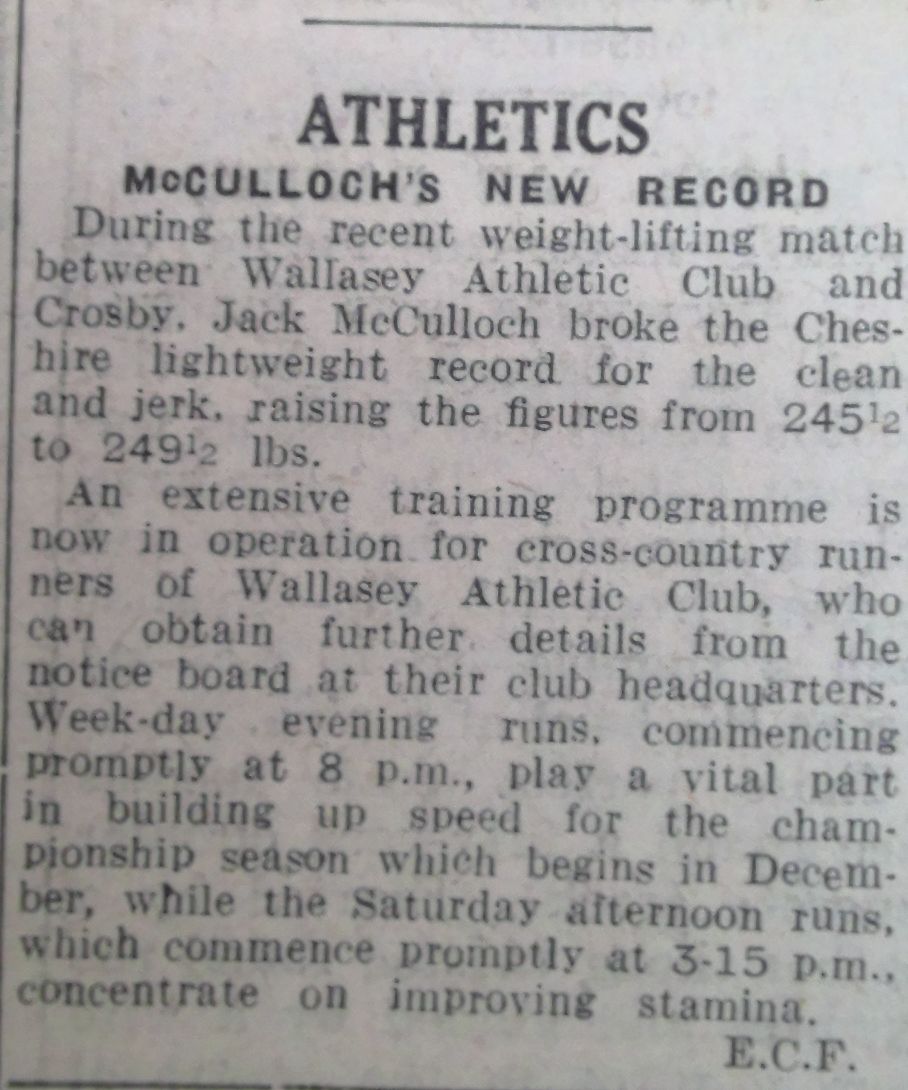 ATHLETICS
McCULLOCH'S NEW RECORD
During the recent weight-lifting match
between Wallasey Athletic Club and
Crosby, Jack McCulloch broke the Ches-
hire lightweight record for the clean
and jerk, raising the figures from 245½
to 249½ lbs.
An extensive training programme is
now in operation for cross-country run-
ners of Wallasey Athletic Club, who
can obtain further details from the
notice board at their club headquarters.
Week-day evening runs, commencing
promptly at 8 p.m., play a vital part
in building up speed for the cham-
pionship season which begins in Decem-
ber, while the Saturday afternoon runs,
which commence promptly at 3-15 p.m.,
concentrate on improving stamina.
E.C.F.